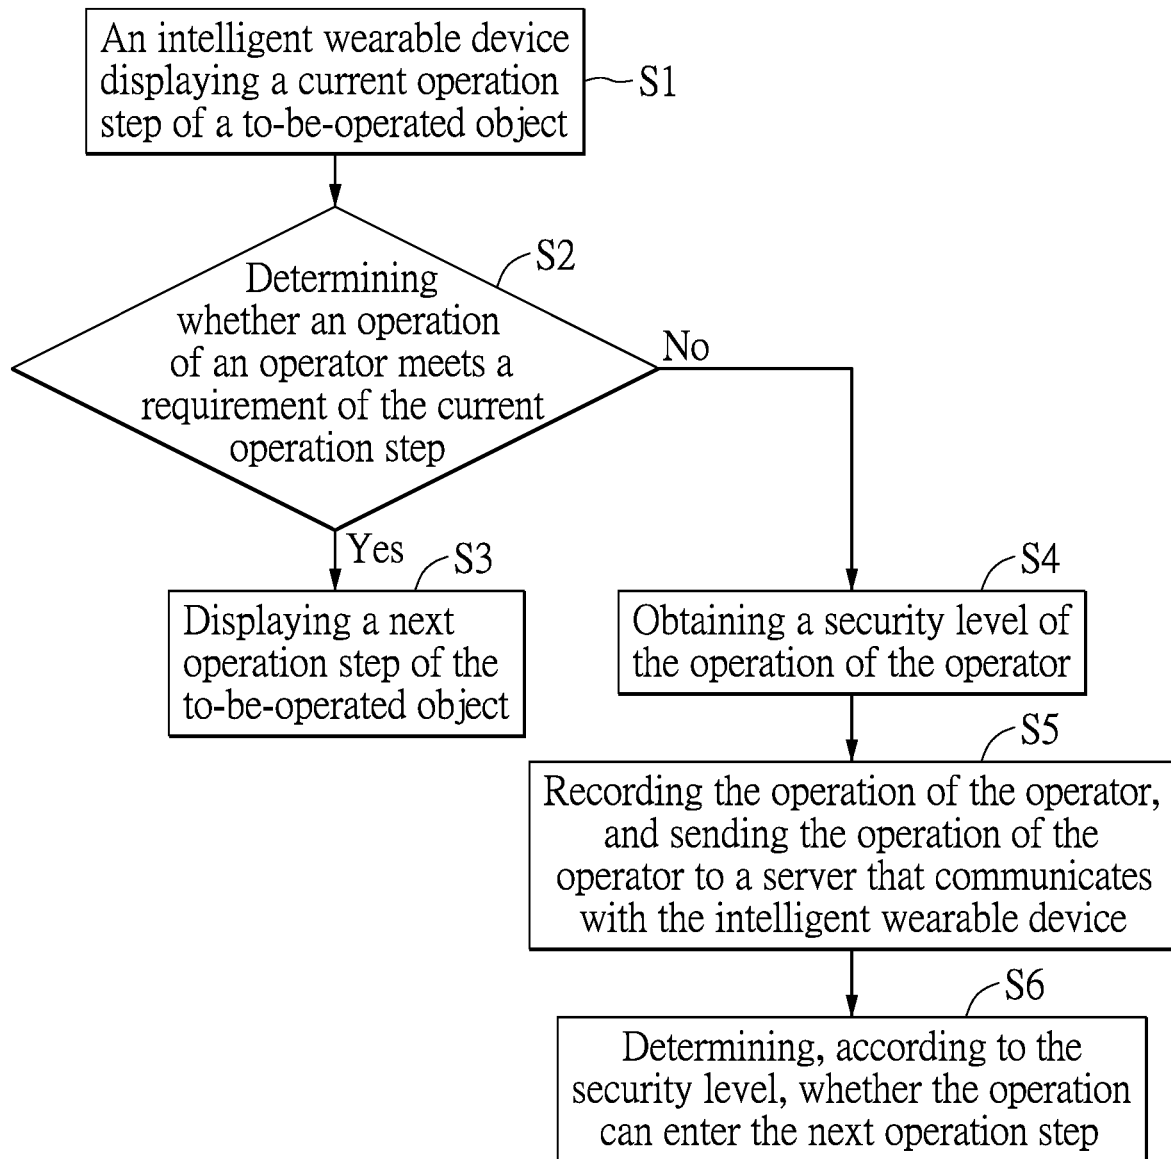 An intelligent wearable device
displaying a current operation
step of a to-be-operated object
S1
S2
Determining
whether an operation
of an operator meets a
requirement of the current
operation step
No
Yes
S3
Displaying a next
operation step of the
to-be-operated object
S4
Obtaining a security level of
the operation of the operator
S5
Recording the operation of the operator,
and sending the operation of the
operator to a server that communicates
with the intelligent wearable device
S6
Determining, according to the
security level, whether the operation
can enter the next operation step